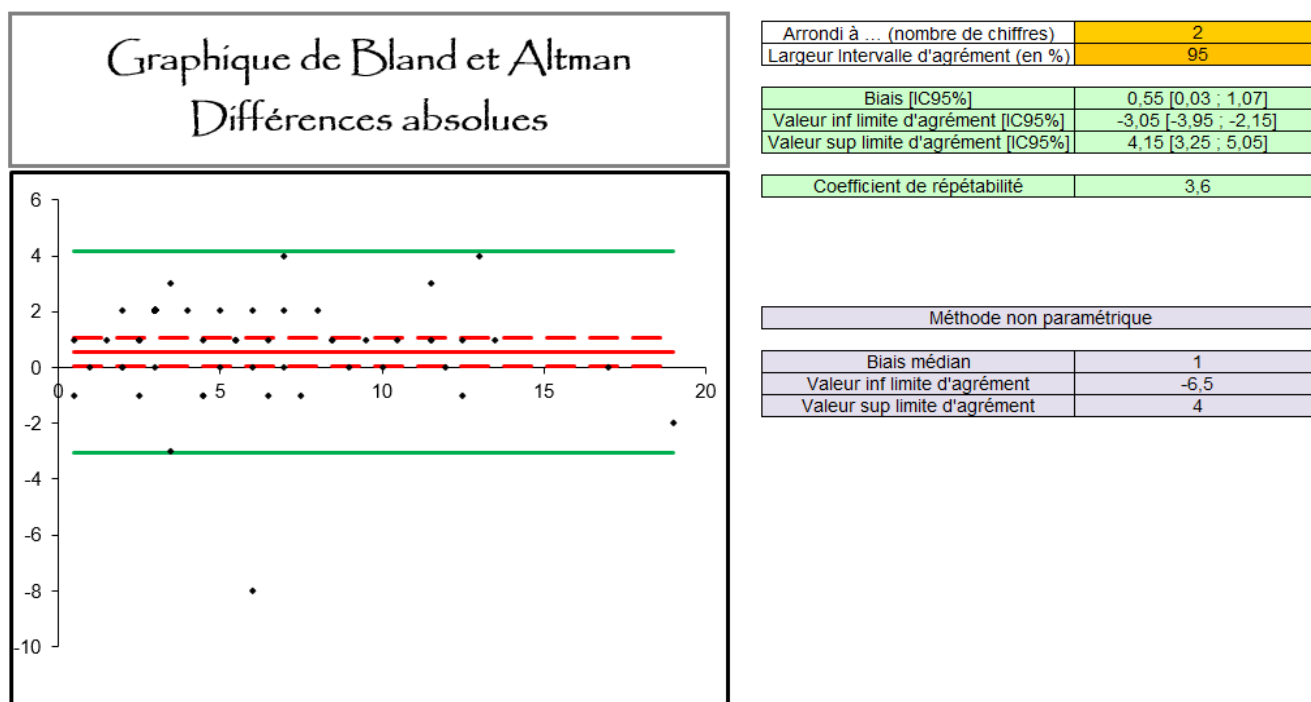 Graphique de Bland et Altman
Différences absolues
Arrondi à ... (nombre de chiffres) 2
Largeur Intervalle d'agrément (en %) 95
Biais [IC95%] 0,55 [0,03 ; 1,07]
Valeur inf limite d'agrément [IC95%] -3,05 [-3,95 ; -2,15]
Valeur sup limite d'agrément [IC95%] 4,15 [3,25 ; 5,05]
Coefficient de répétabilité 3,6
Méthode non paramétrique
Biais médian 1
Valeur inf limite d'agrément -6,5
Valeur sup limite d'agrément 4
6
4
2
0
0 5 10 15 20
-2
-4
-6
-8
-10